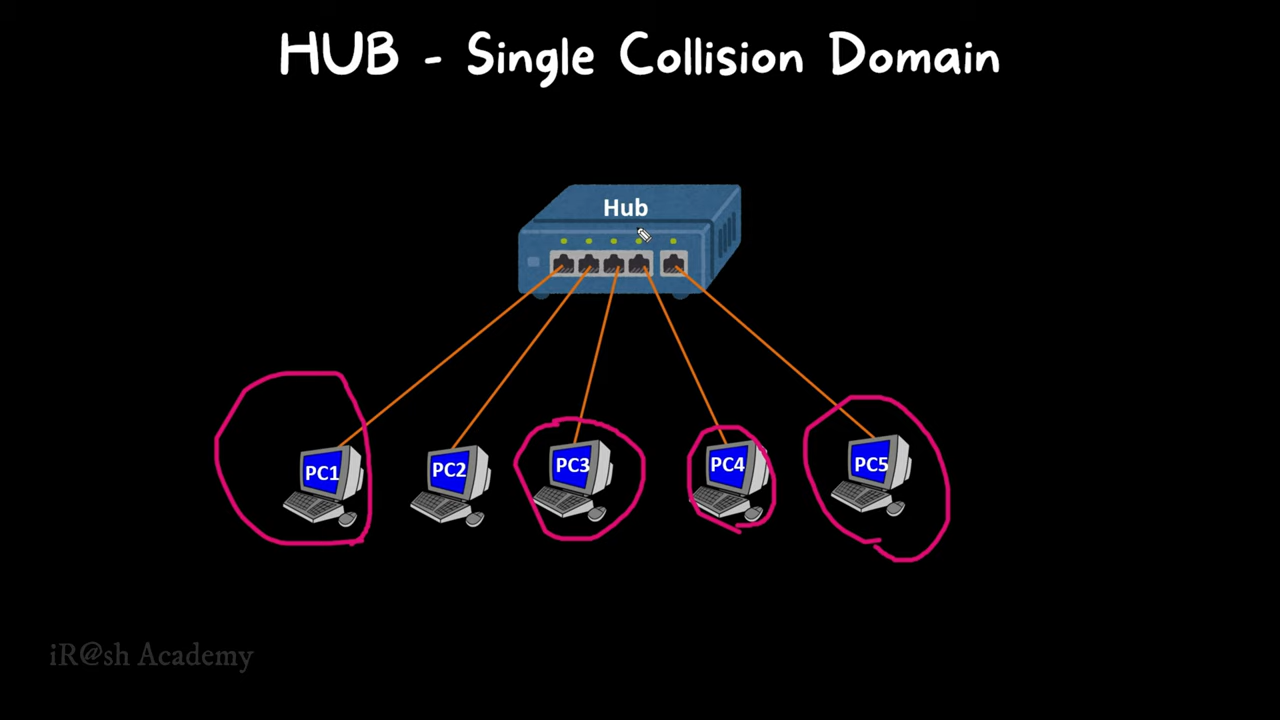 HUB - Single Collision Domain
Hub
PC1 PC2 PC3 PC4 PC5
iR@sh Academy